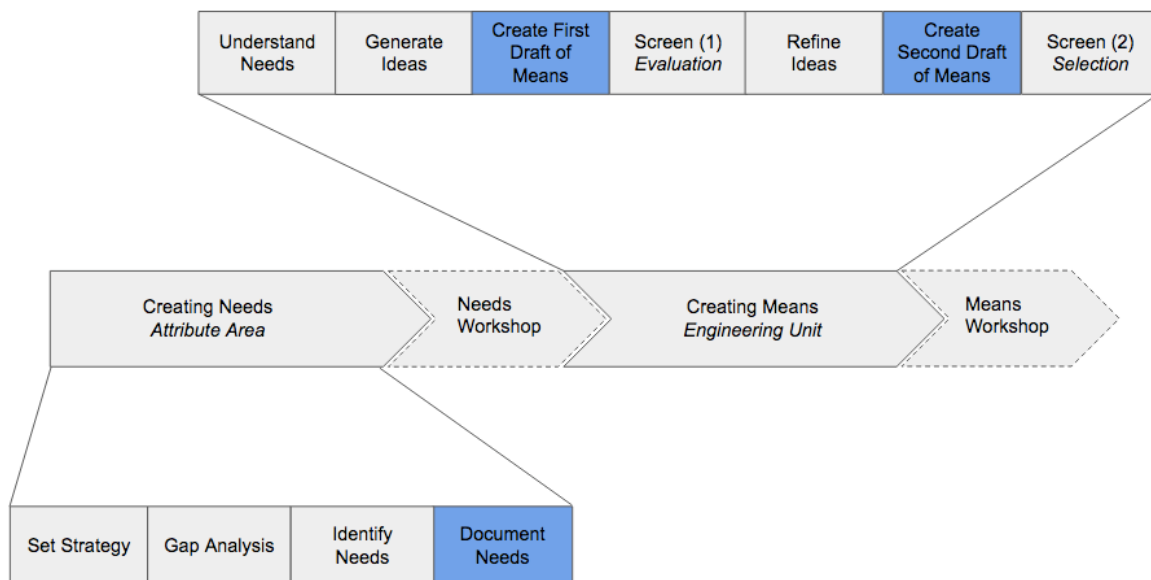 Understand
Needs
Generate
Ideas
Create First
Draft of
Means
Screen (1)
Evaluation
Refine
Ideas
Create
Second Draft
of Means
Screen (2)
Selection
Creating Needs
Attribute Area
Needs
Workshop
Creating Means
Engineering Unit
Means
Workshop
Set Strategy
Gap Analysis
Identify
Needs
Document
Needs